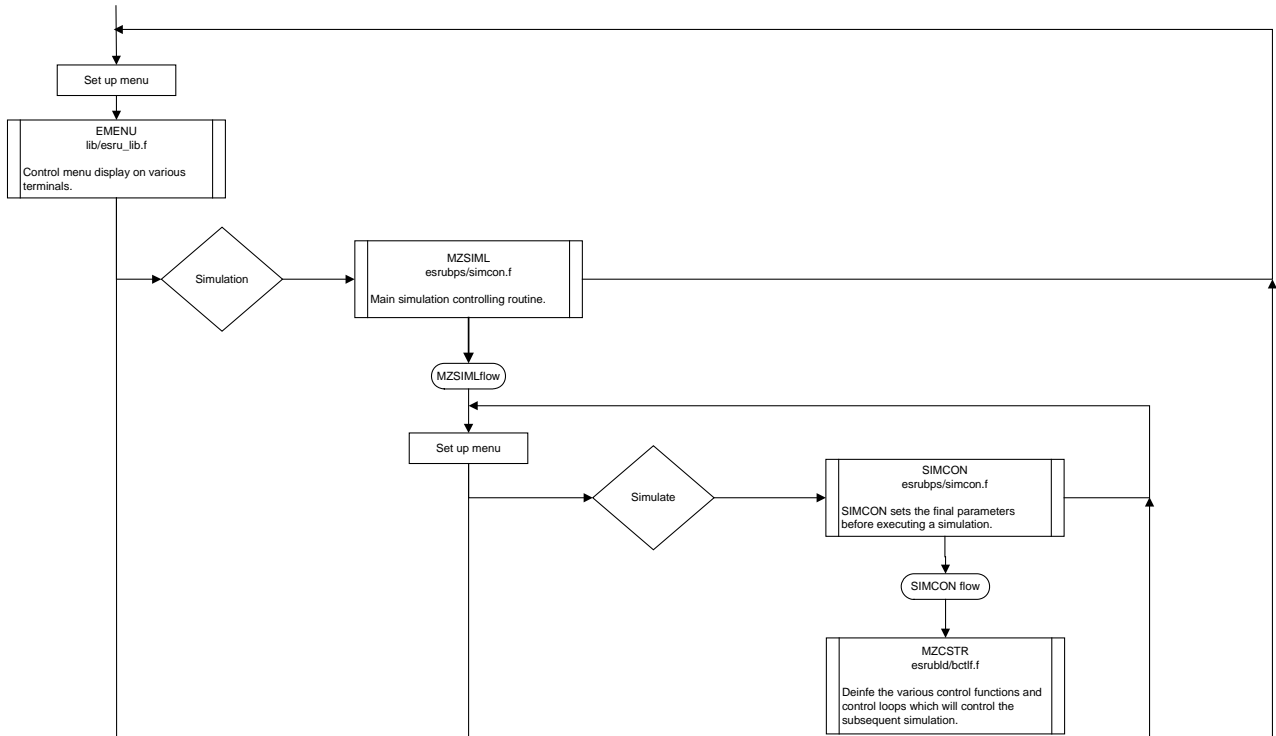 Set up menu
EMENU
lib/esru_lib.f
Control menu display on various
terminals.
Simulation
MZSIML
esrubps/simcon.f
Main simulation controlling routine.
MZSIMLflow
Set up menu
Simulate
SIMCON
esrubps/simcon.f
SIMCON sets the final parameters
before executing a simulation.
SIMCON flow
MZCSTR
esrubld/bctlf.f
Deinfe the various control functions and
control loops which will control the
subsequent simulation.